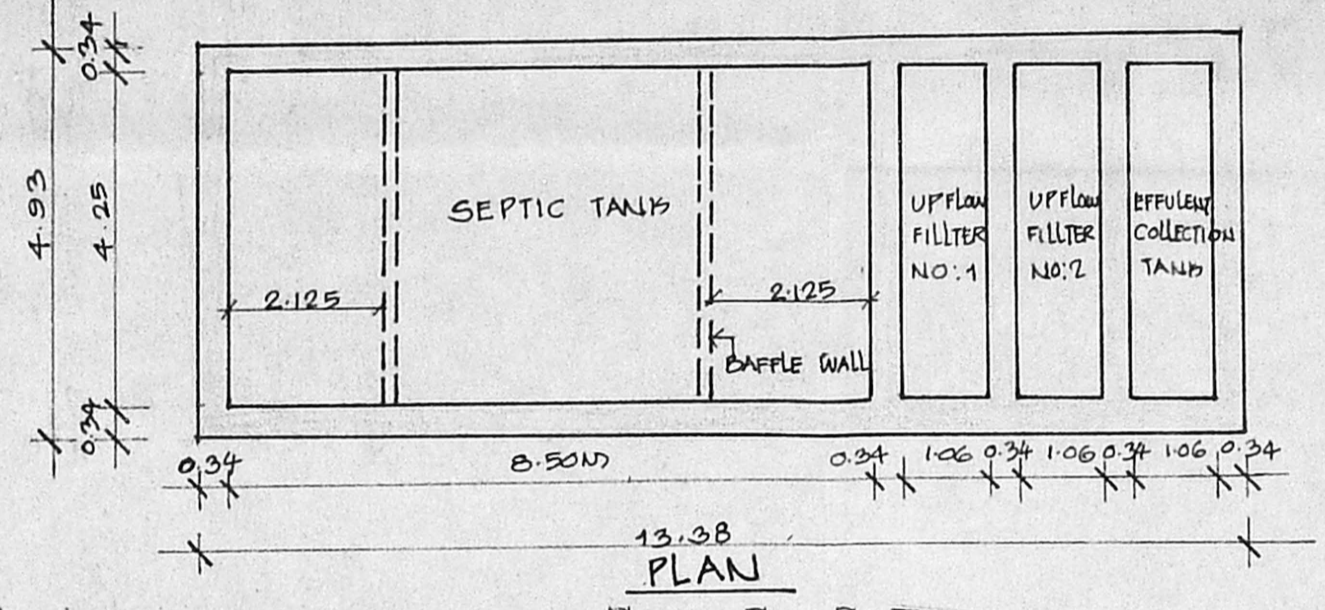 0.34
4.93
4.25
0.34
SEPTIC TANK
UPFLOW
FILLTER
NO:1
UPFLOW
FILLTER
NO:2
EFFULENT
COLLECTION
TANK
2.125
2.125
BAFFLE WALL
0.34 8.50M 0.34 1.06 0.34 1.06 0.34 1.06 0.34
13.38
PLAN